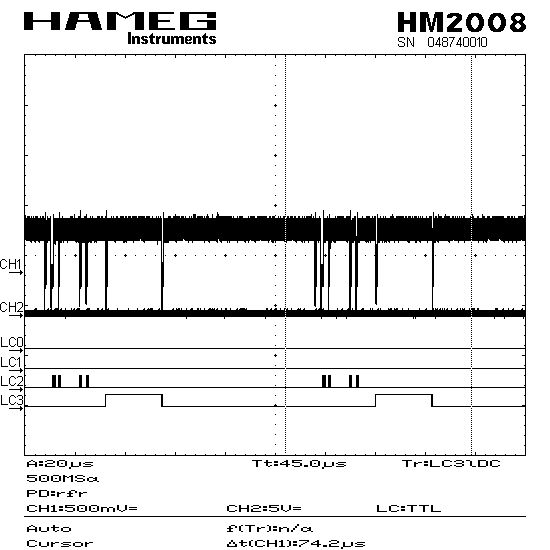 HAMEG HM2008
Instruments SN 048740010
CH1
CH2
LC0
LC1
LC2
LC3
A:20µs Tt:45.0µs Tr:LC3⅂DC
500MSa
PD:rfr
CH1:500mV= CH2:5V= LC:TTL
Auto f(Tr):n/a
Cursor Δt(CH1):74.2µs